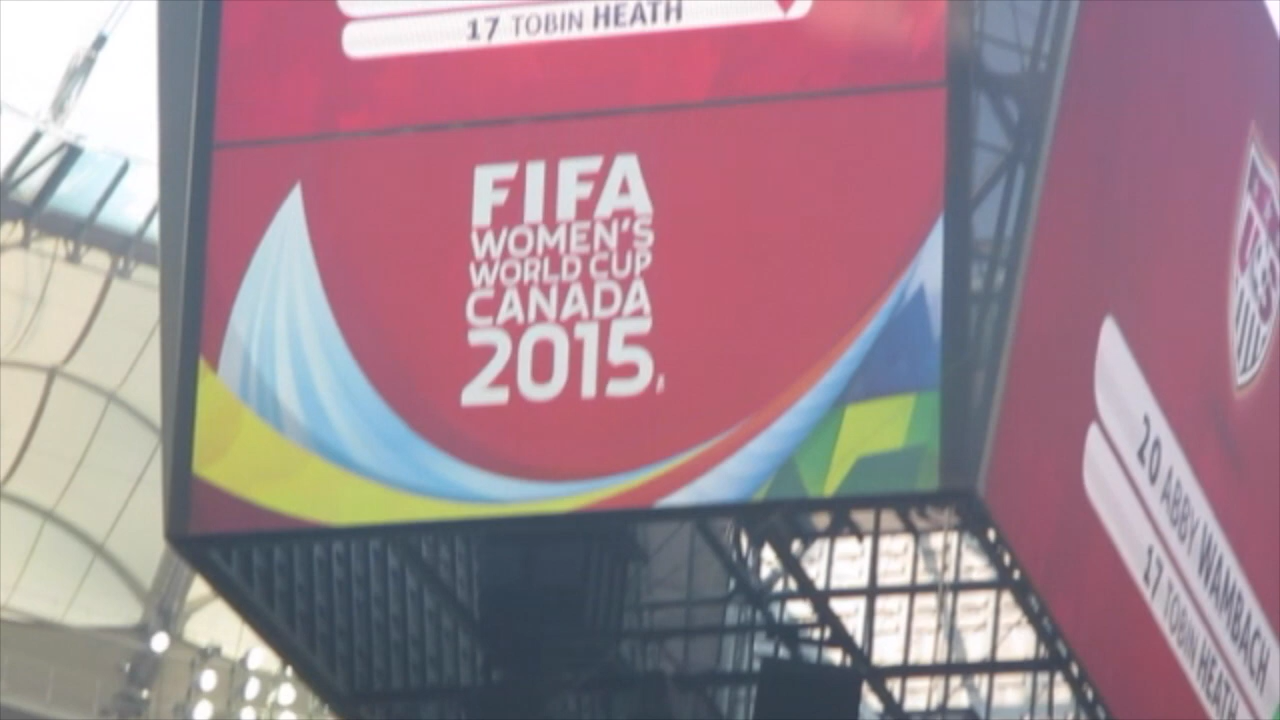 17 TOBIN HEATH
FIFA
WOMEN'S
WORLD CUP
CANADA
2015
20 ABBY WAMBACH
17 TOBIN HEATH